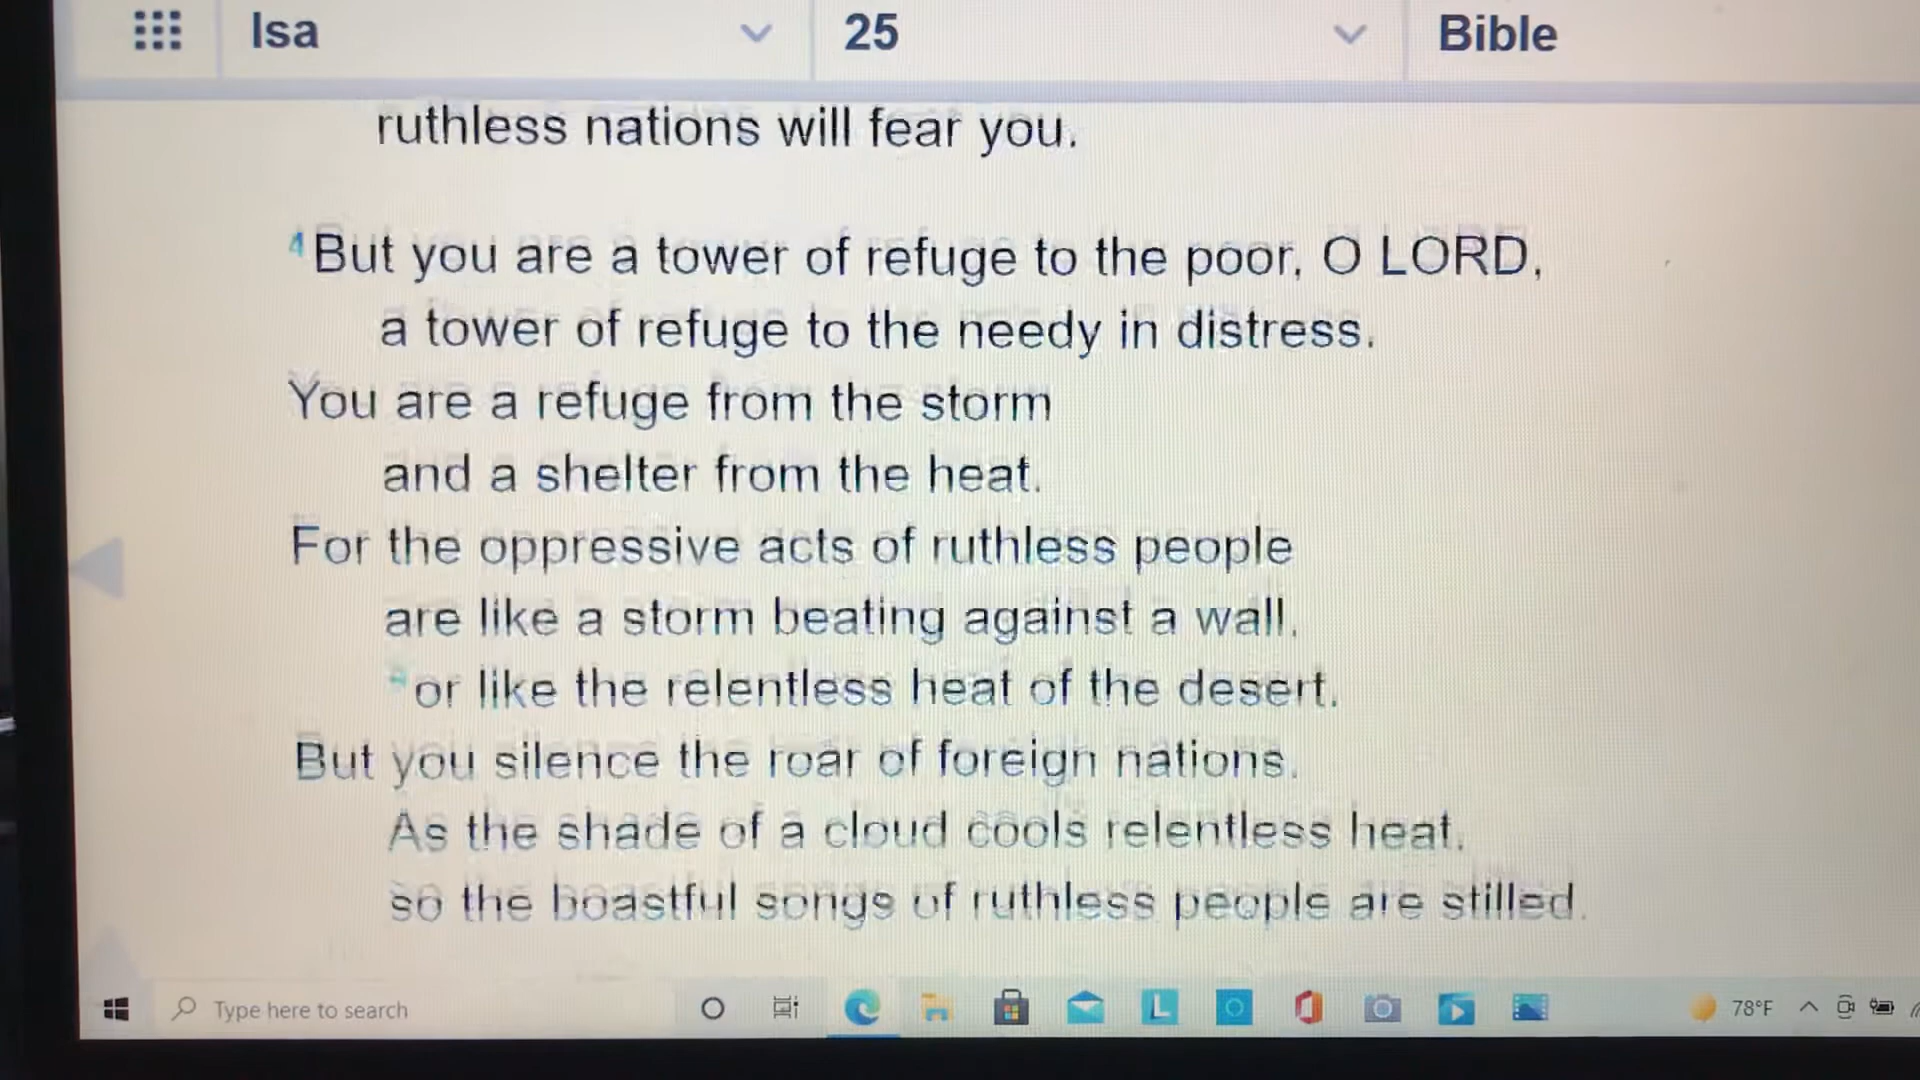 Isa
25
Bible
ruthless nations will fear you.
4 But you are a tower of refuge to the poor, O LORD,
a tower of refuge to the needy in distress.
You are a refuge from the storm
and a shelter from the heat.
For the oppressive acts of ruthless people
are like a storm beating against a wall,
or like the relentless heat of the desert.
But you silence the roar of foreign nations.
As the shade of a cloud cools relentless heat,
so the boastful songs of ruthless people are stilled.
Type here to search
L
78°F